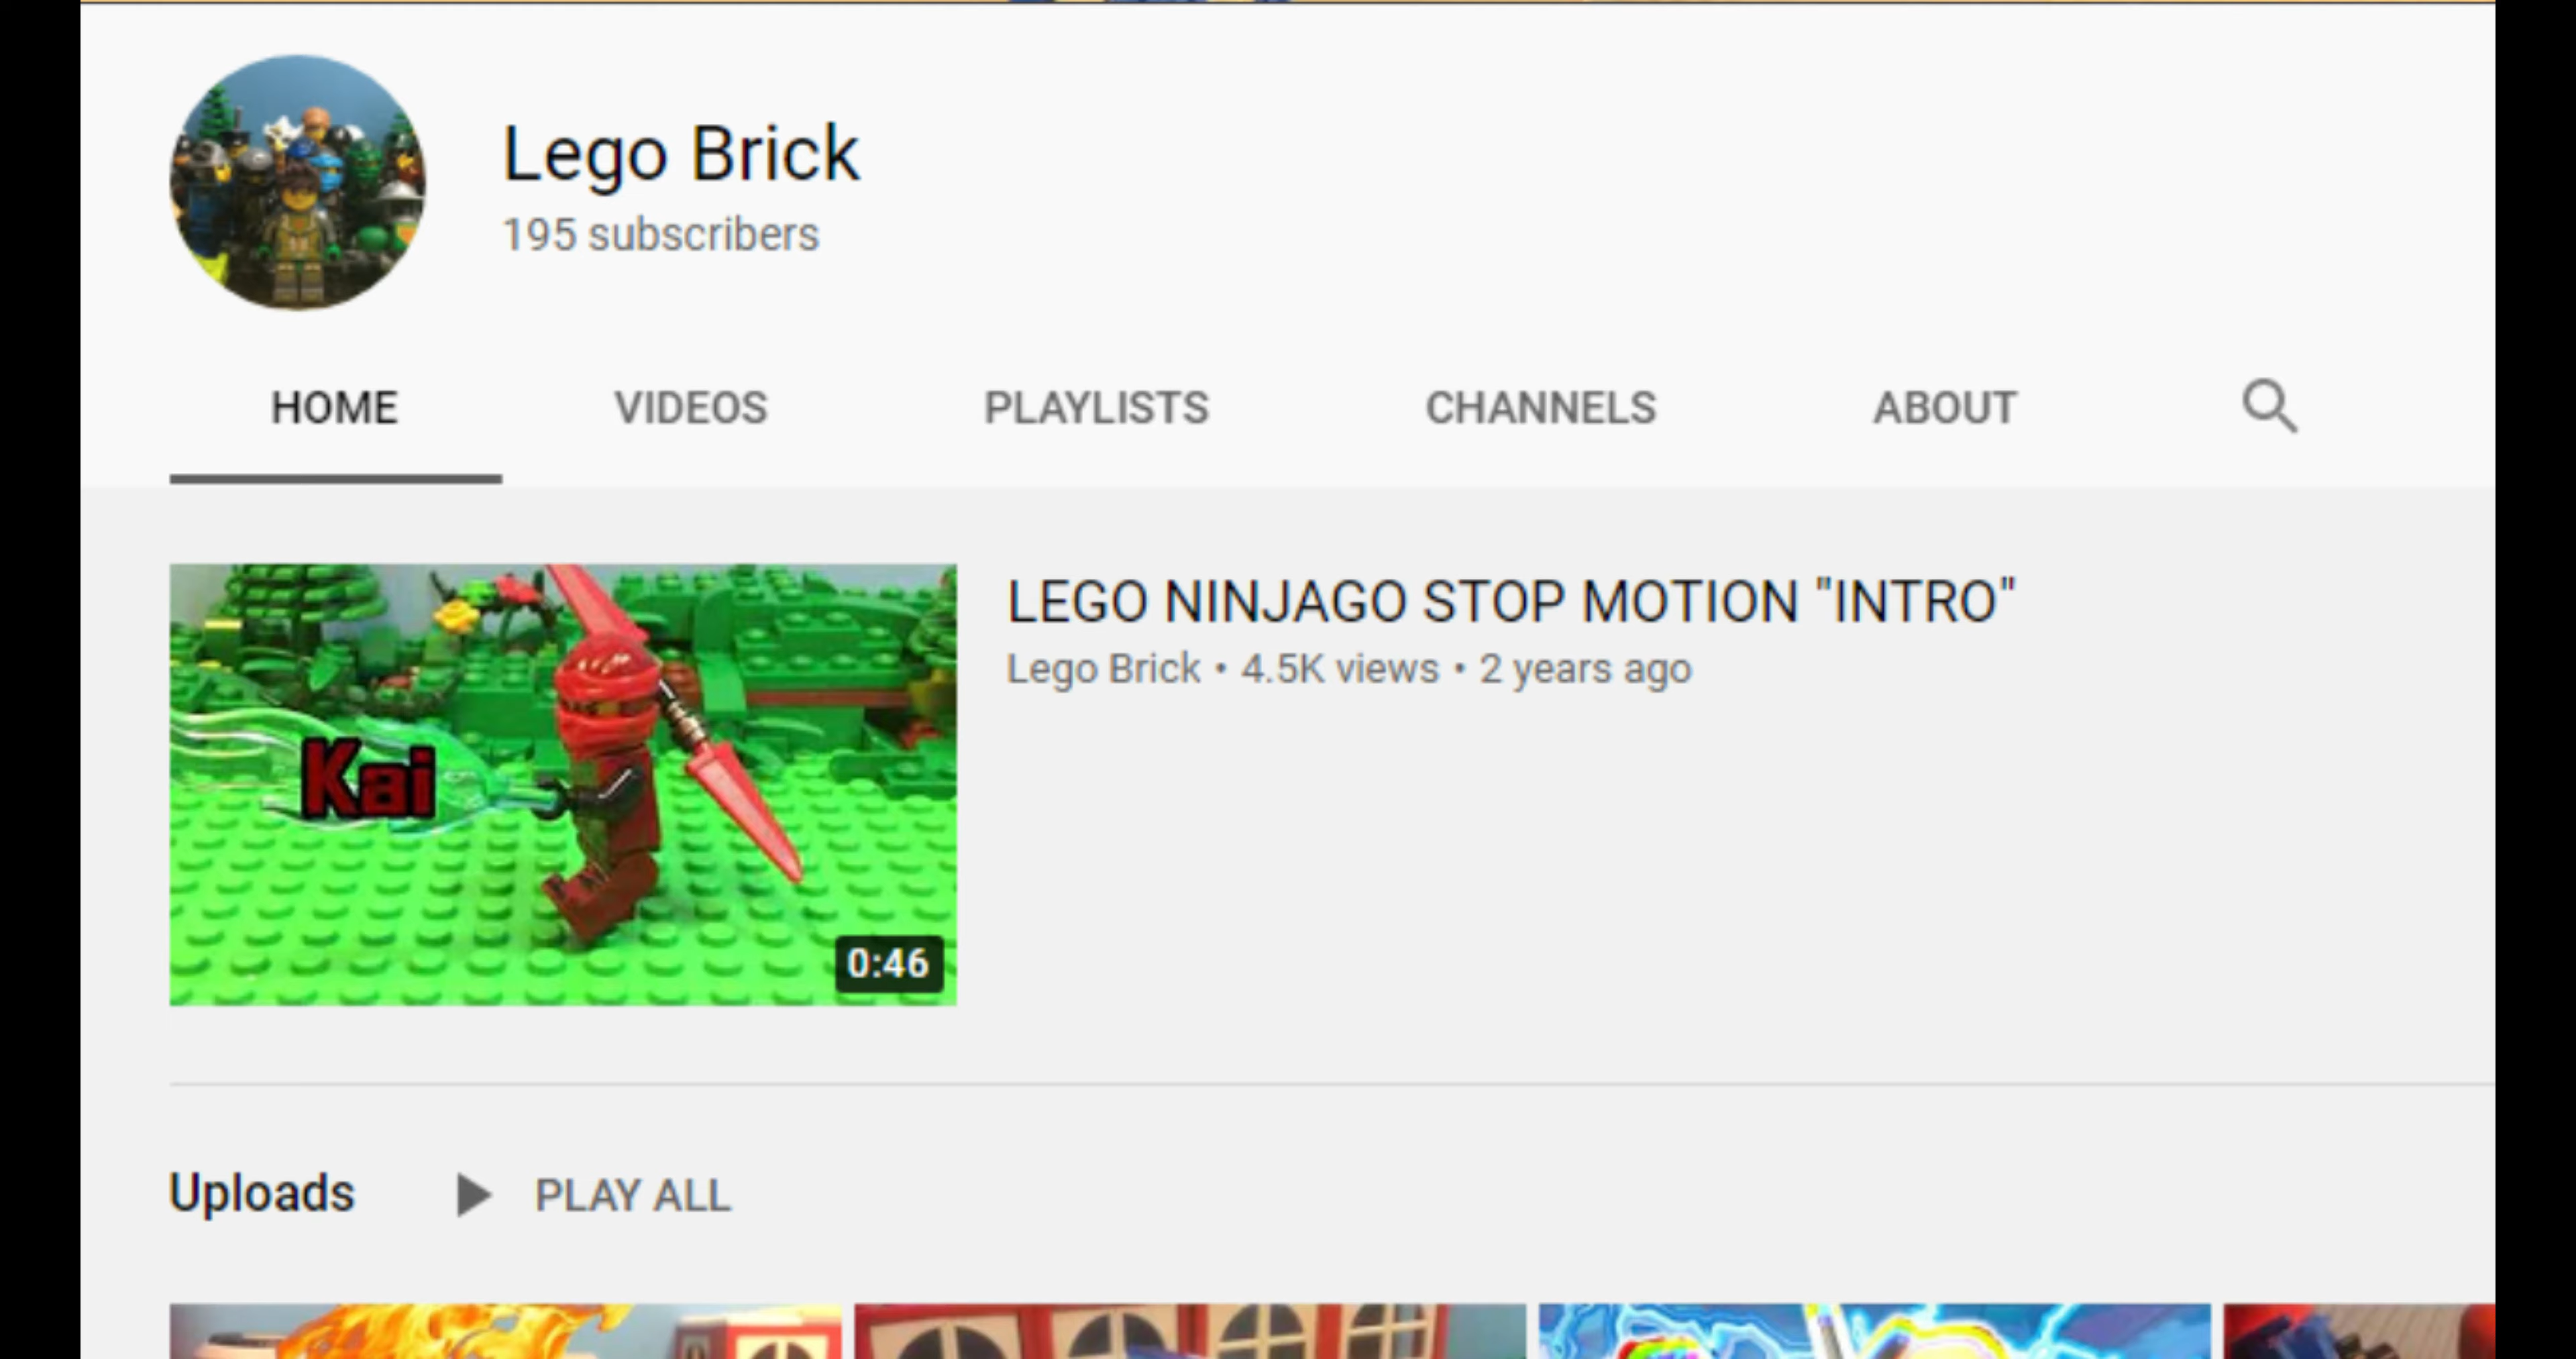 Lego Brick
195 subscribers
HOME VIDEOS PLAYLISTS CHANNELS ABOUT
LEGO NINJAGO STOP MOTION "INTRO"
Lego Brick • 4.5K views • 2 years ago
Kai
0:46
Uploads PLAY ALL